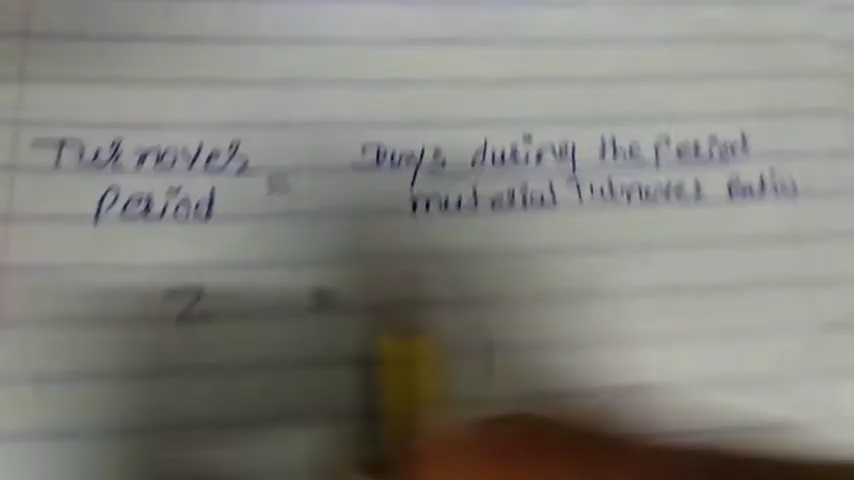 Turnover = Days during the Period
Period material Turnover Ratio
Z =